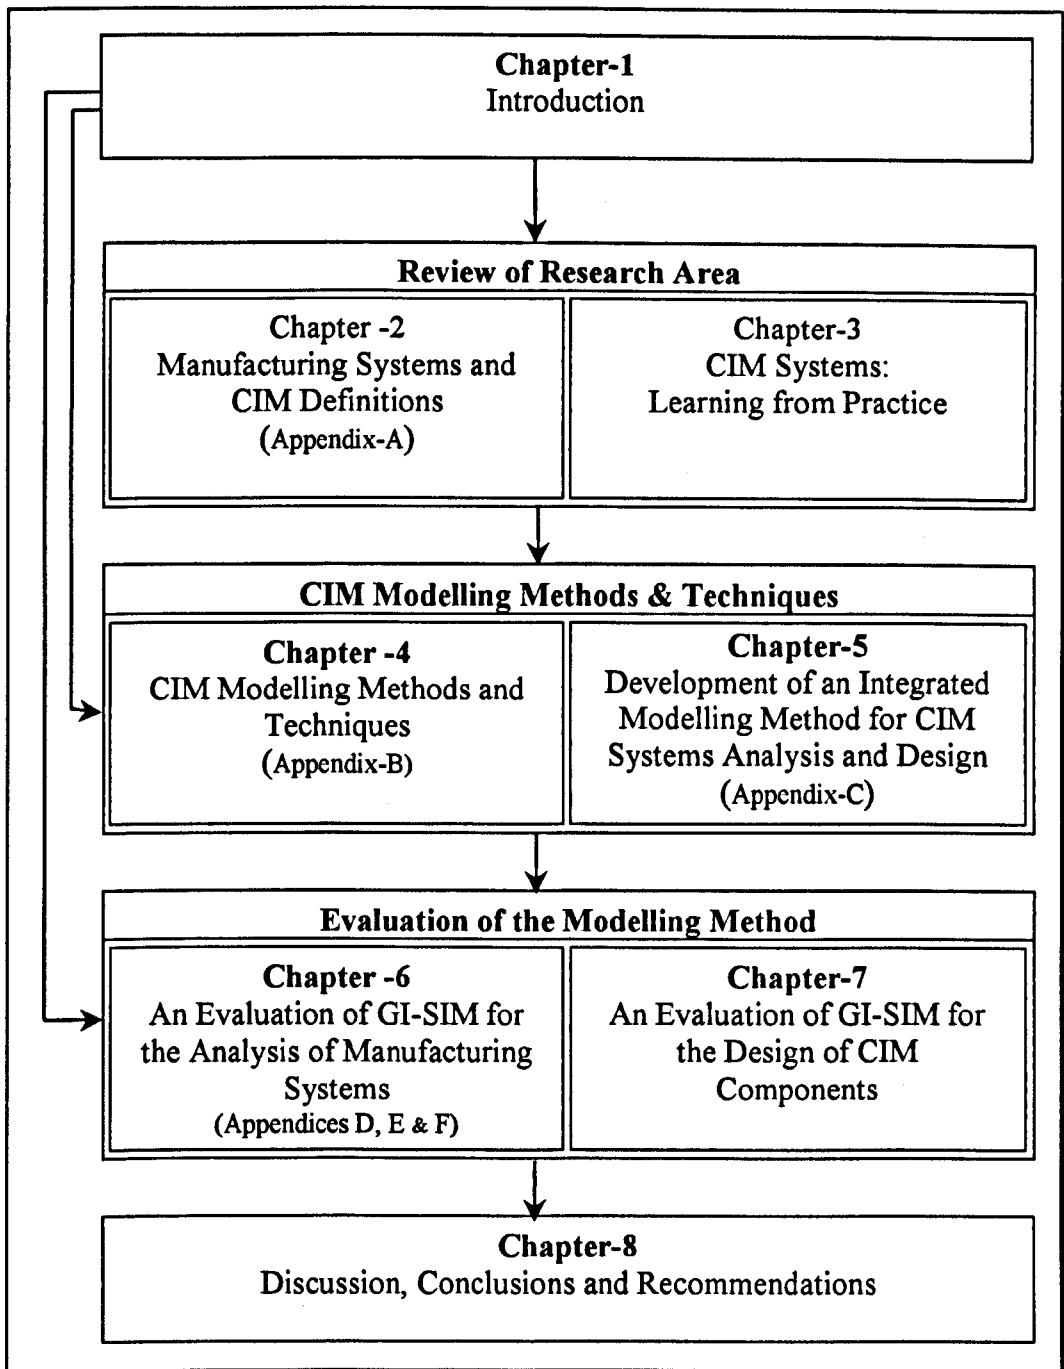 Chapter-1
Introduction
Review of Research Area
Chapter -2
Manufacturing Systems and
CIM Definitions
(Appendix-A)
Chapter-3
CIM Systems:
Learning from Practice
CIM Modelling Methods & Techniques
Chapter -4
CIM Modelling Methods and
Techniques
(Appendix-B)
Chapter-5
Development of an Integrated
Modelling Method for CIM
Systems Analysis and Design
(Appendix-C)
Evaluation of the Modelling Method
Chapter -6
An Evaluation of GI-SIM for
the Analysis of Manufacturing
Systems
(Appendices D, E & F)
Chapter-7
An Evaluation of GI-SIM for
the Design of CIM
Components
Chapter-8
Discussion, Conclusions and Recommendations